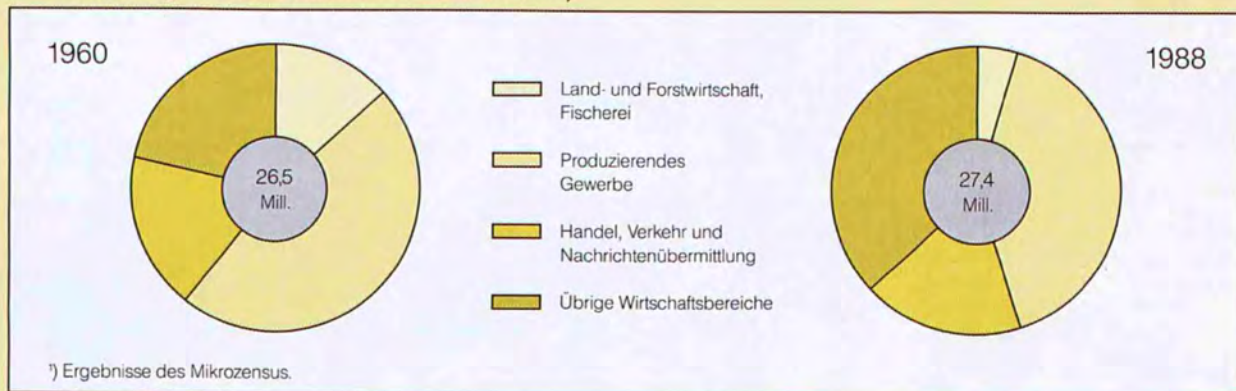 1960
1988
26,5
Mill.
Land- und Forstwirtschaft,
Fischerei
Produzierendes
Gewerbe
Handel, Verkehr und
Nachrichtenübermittlung
Übrige Wirtschaftsbereiche
27,4
Mill.
¹) Ergebnisse des Mikrozensus.